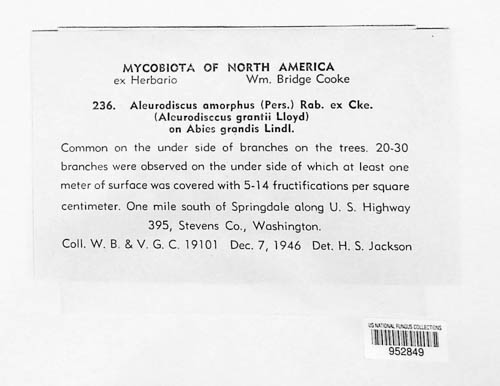 MYCOBIOTA OF NORTH AMERICA
ex Herbario Wm. Bridge Cooke
236. Aleurodiscus amorphus (Pers.) Rab. ex Cke.
(Aleurodisccus grantii Lloyd)
on Abies grandis Lindl.
Common on the under side of branches on the trees. 20-30
branches were observed on the under side of which at least one
meter of surface was covered with 5-14 fructifications per square
centimeter. One mile south of Springdale along U. S. Highway
395, Stevens Co., Washington.
Coll. W. B. & V. G. C. 19101 Dec. 7, 1946 Det. H. S. Jackson
US NATIONAL FUNGUS COLLECTIONS
952849